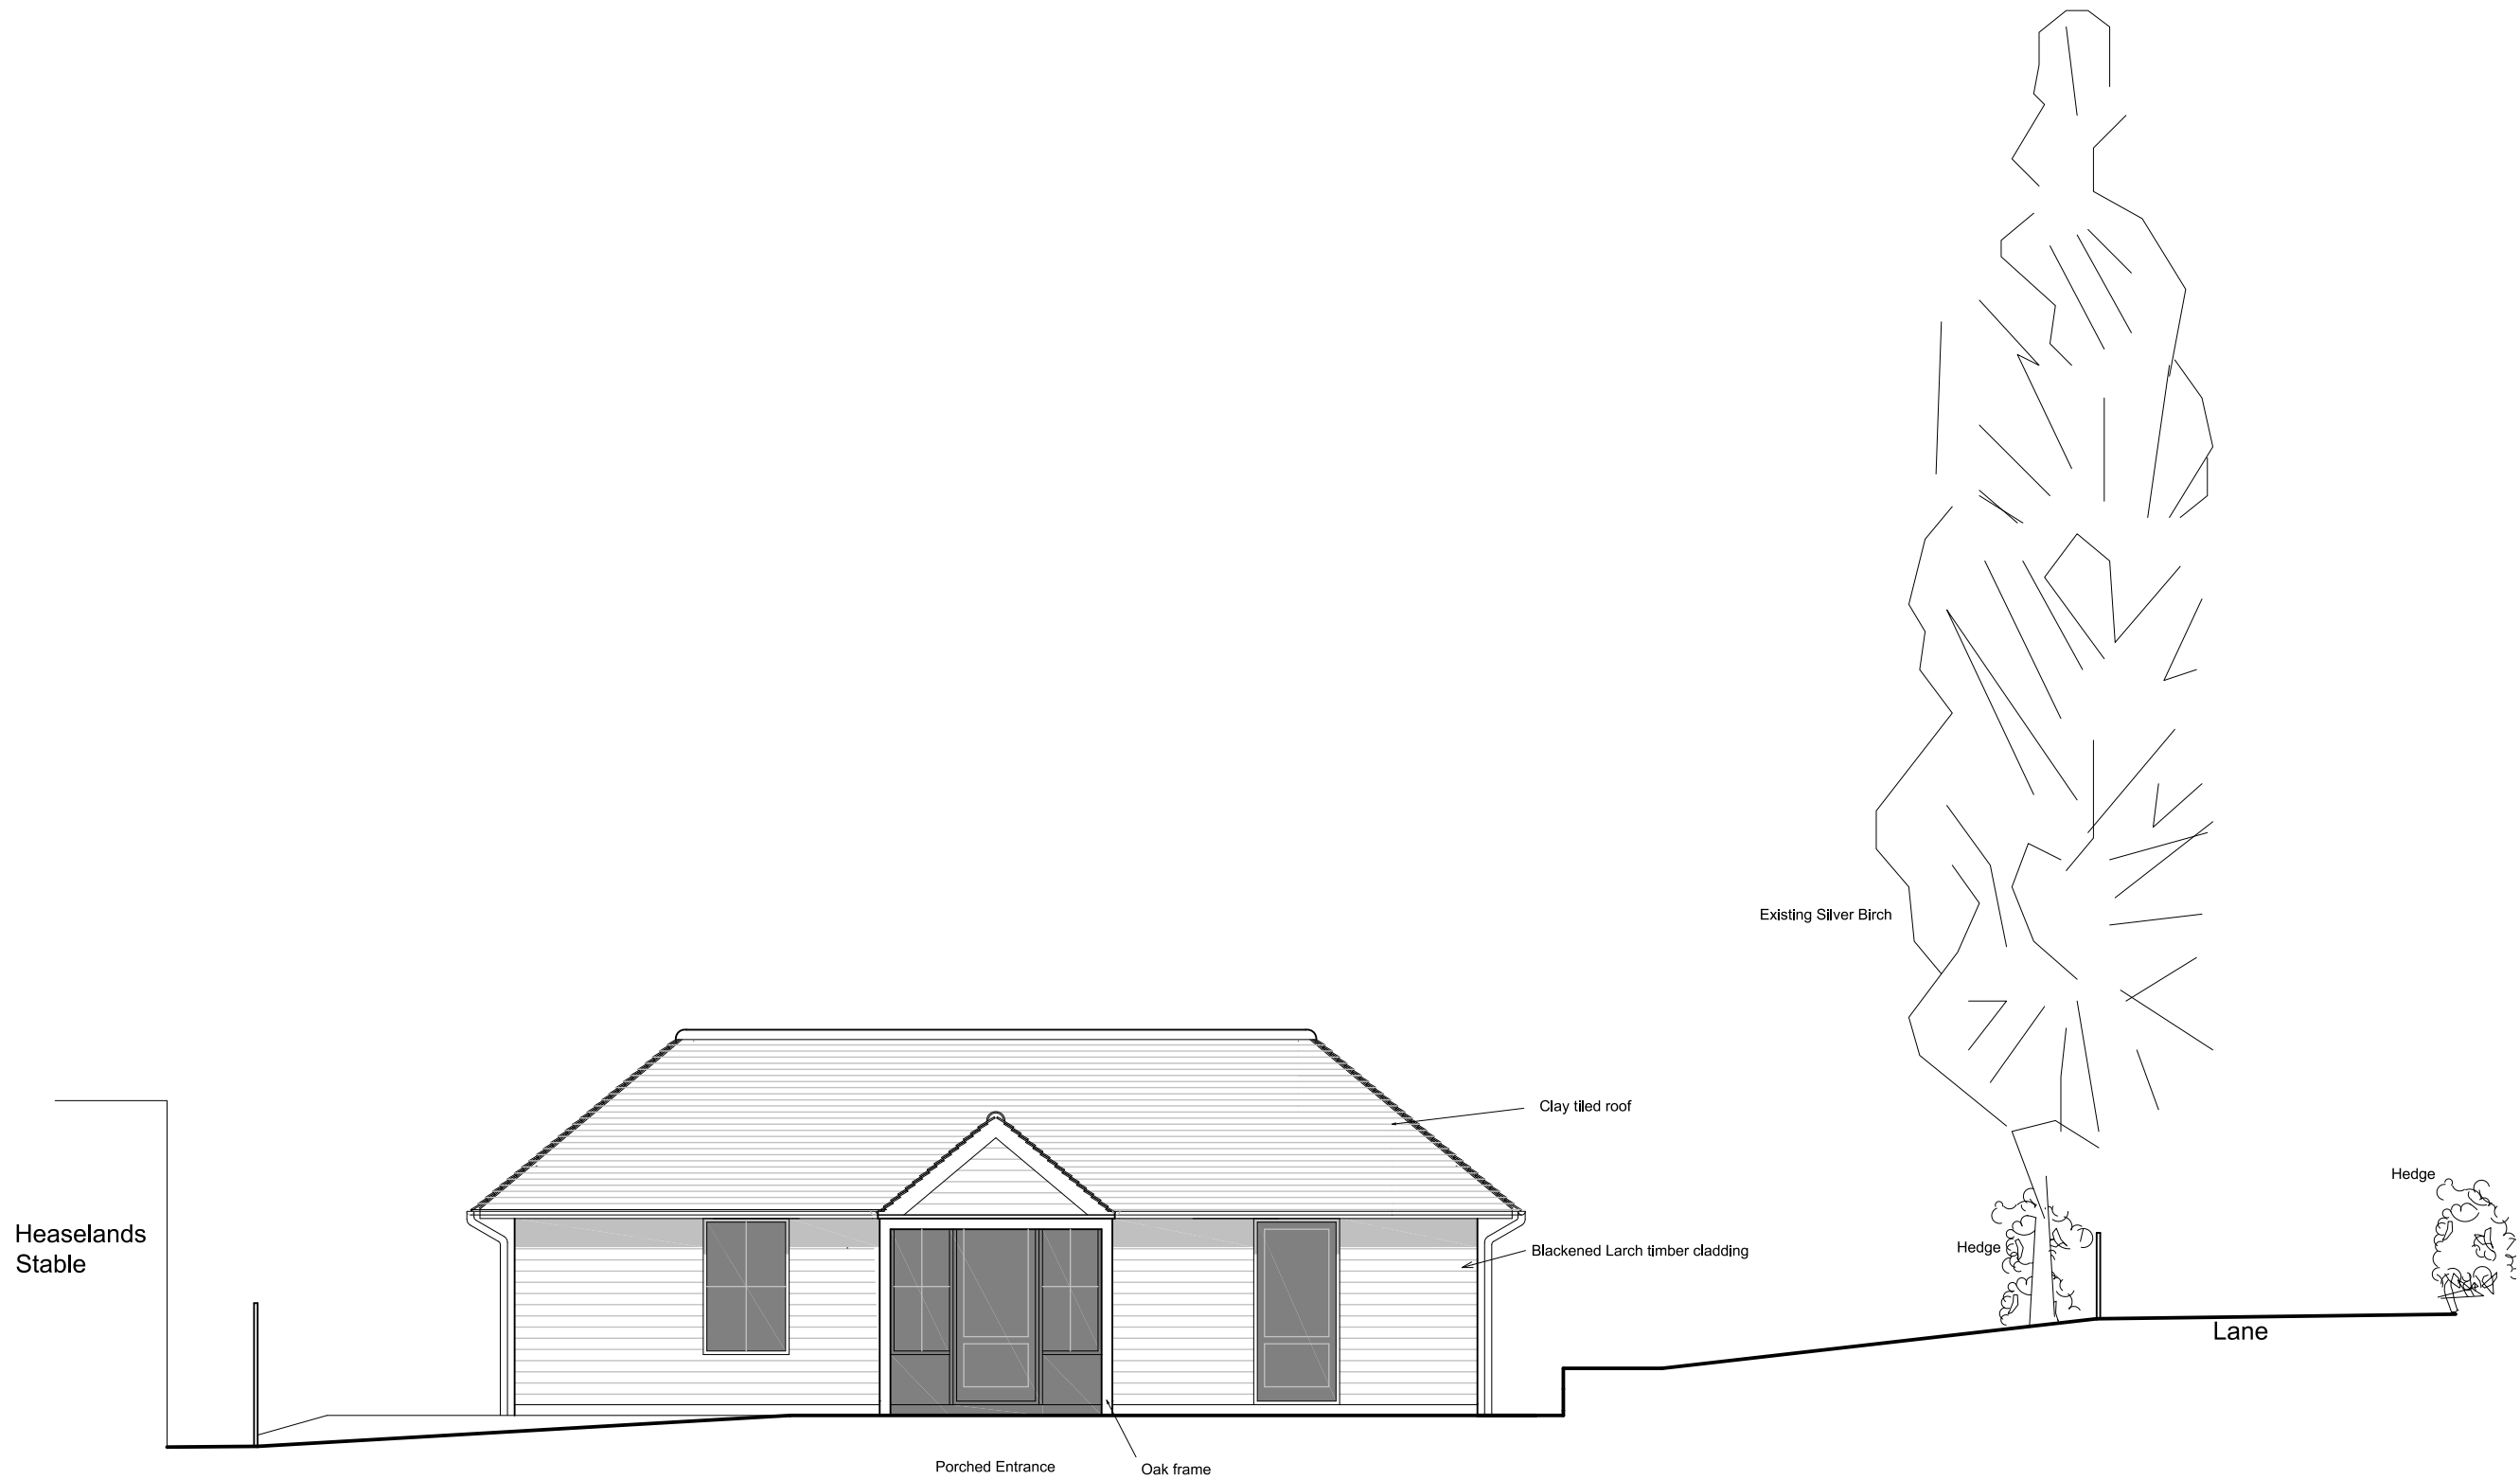 Existing Silver Birch
Clay tiled roof
Hedge
Heaselands
Stable
Hedge
Blackened Larch timber cladding
Lane
Porched Entrance
Oak frame